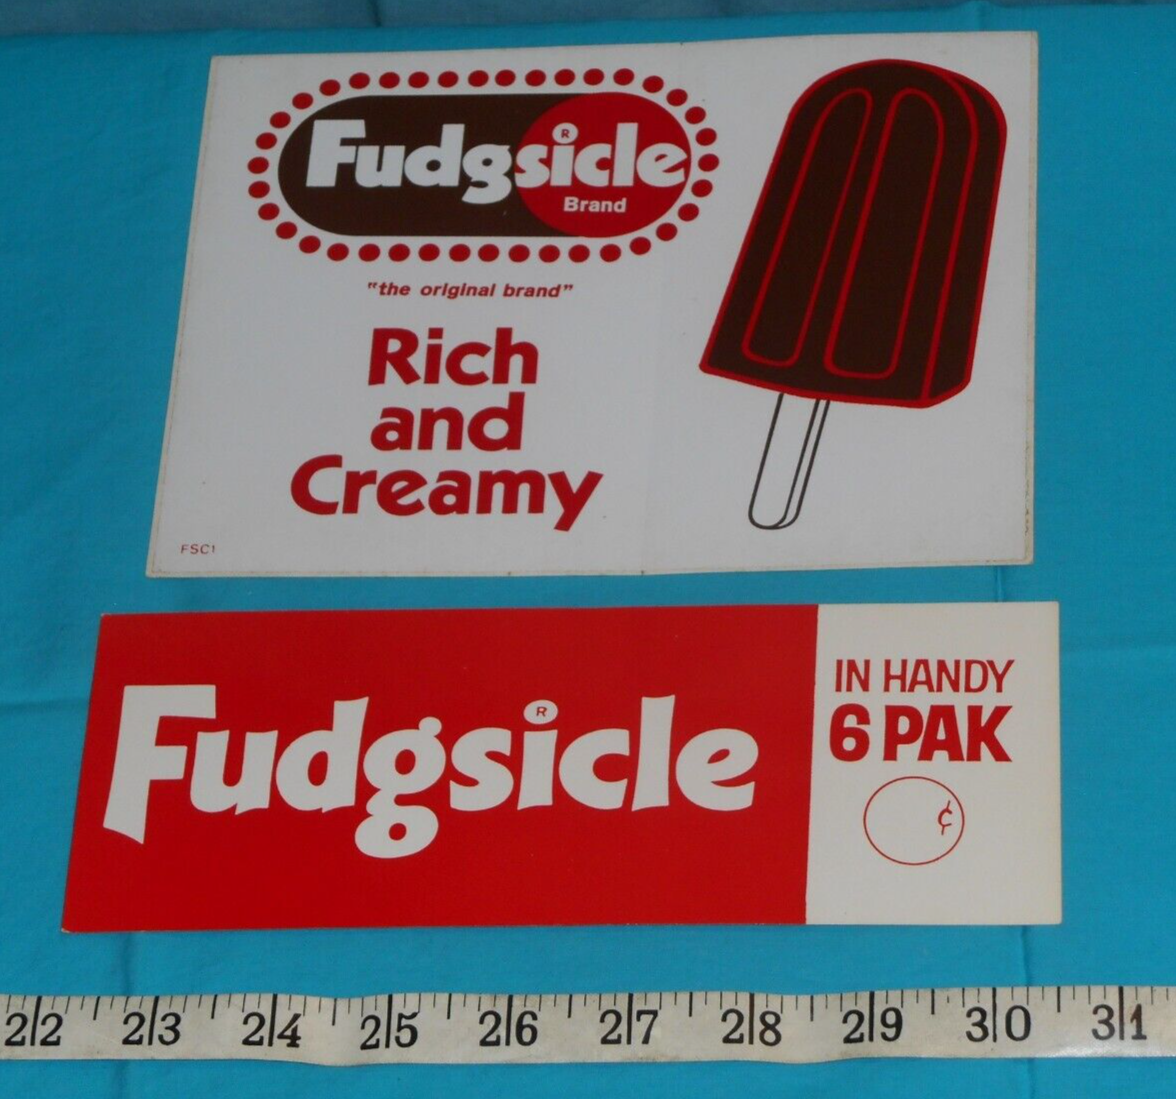 Fudgsicle
®
Brand
"the original brand"
Rich
and
Creamy
FSC1
Fudgsicle
®
IN HANDY
6 PAK
¢
22 23 24 25 26 27 28 29 30 31